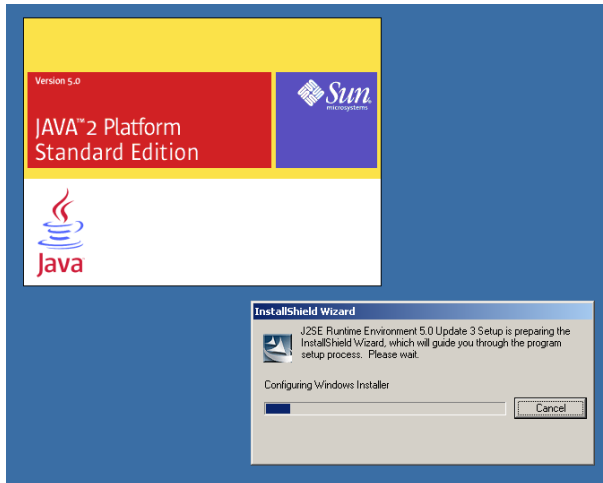 Version 5.0
Sun
microsystems
JAVA™2 Platform
Standard Edition
Java
InstallShield Wizard
J2SE Runtime Environment 5.0 Update 3 Setup is preparing the
InstallShield Wizard, which will guide you through the program
setup process. Please wait.
Configuring Windows Installer
Cancel